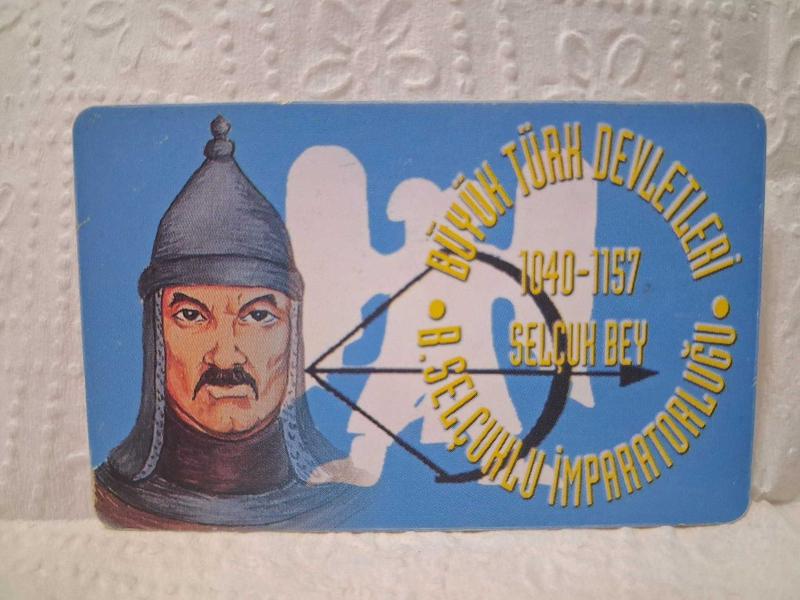 BÜYÜK TÜRK DEVLETLERİ
1040-1157
SELÇUK BEY
B.SELÇUKLU İMPARATORLUĞU